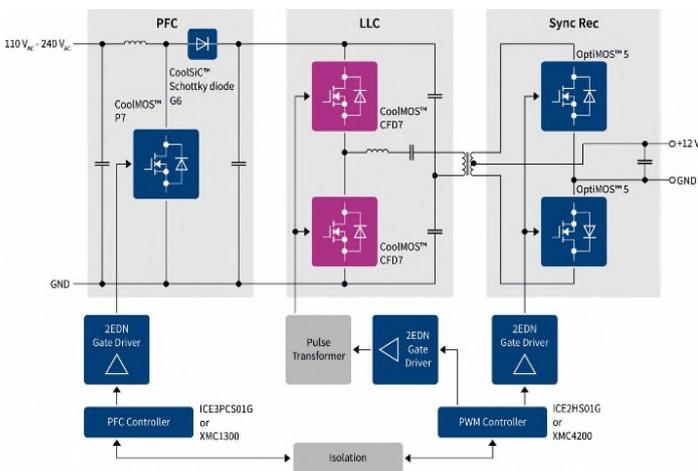 PFC
LLC
Sync Rec
110 VAC - 240 VAC
CoolSiC™
Schottky diode
G6
CoolMOS™
P7
CoolMOS™
CFD7
CoolMOS™
CFD7
OptiMOS™ 5
OptiMOS™ 5
+12 V
GND
GND
2EDN
Gate Driver
Pulse
Transformer
2EDN
Gate
Driver
2EDN
Gate Driver
PFC Controller
ICE3PCS01G
or
XMC1300
PWM Controller
ICE2HS01G
or
XMC4200
Isolation